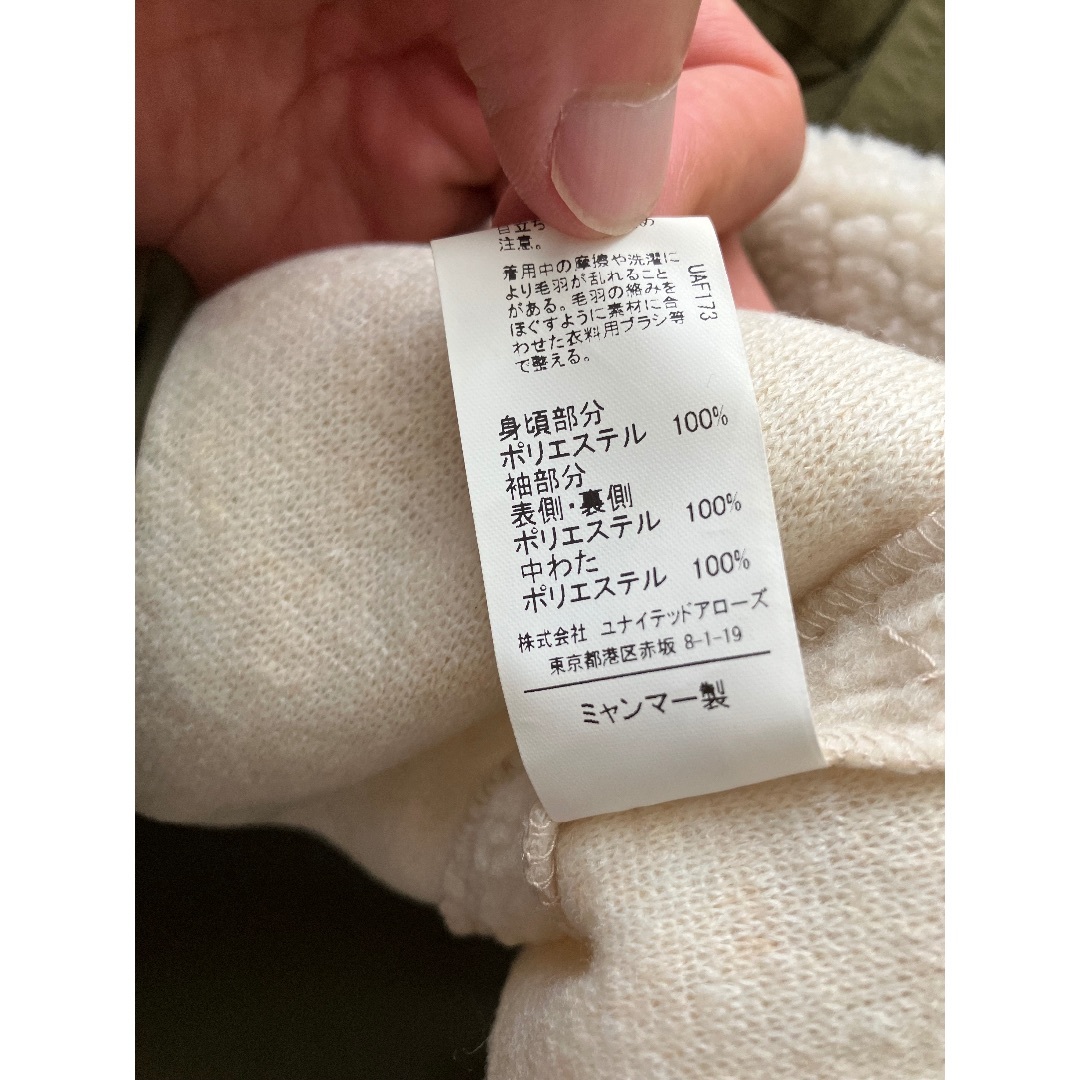 注意。
着用中の摩擦や洗濯に
より毛羽が乱れること
がある。毛羽の絡みを
ほぐすように素材に合
わせた衣料用ブラシ等
で整える。
UAF173
身頃部分
ポリエステル 100%
袖部分
表側・裏側
ポリエステル 100%
中わた
ポリエステル 100%
株式会社 ユナイテッドアローズ
東京都港区赤坂 8-1-19
ミャンマー製